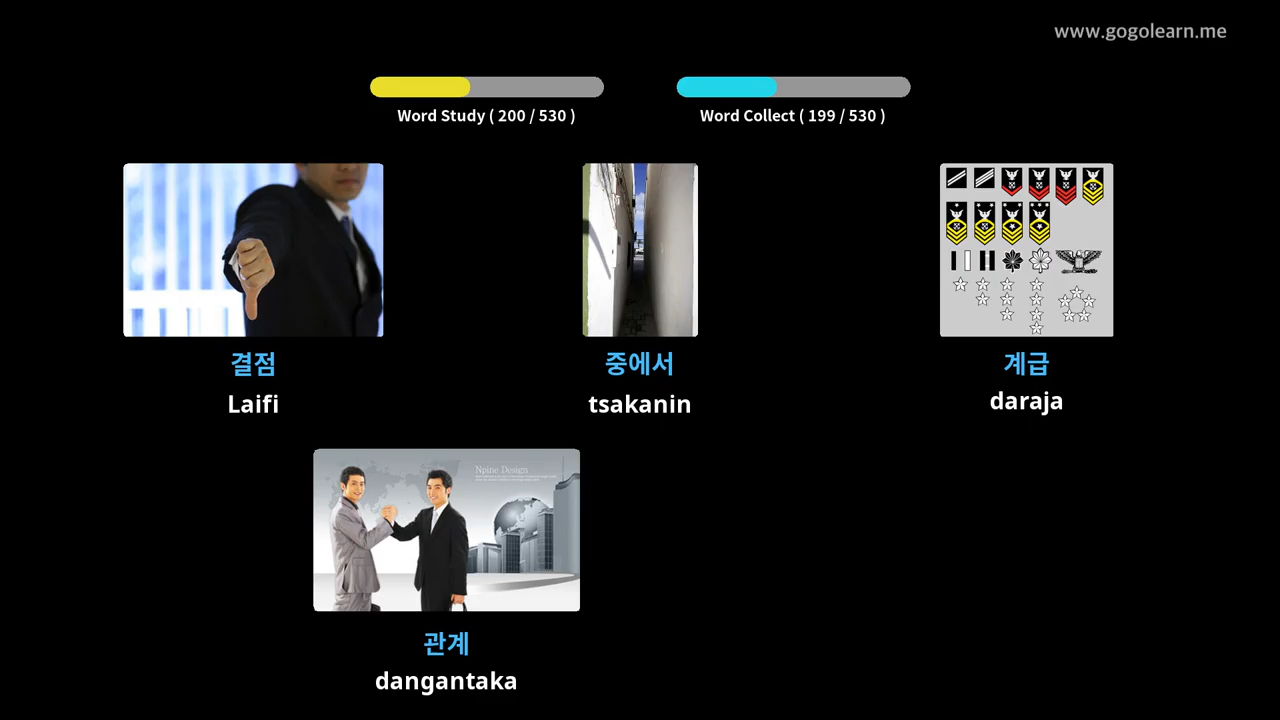 www.gogolearn.me
Word Study ( 200 / 530 )
Word Collect ( 199 / 530 )
결점
Laifi
중에서
tsakanin
계급
daraja
Npine Design
관계
dangantaka